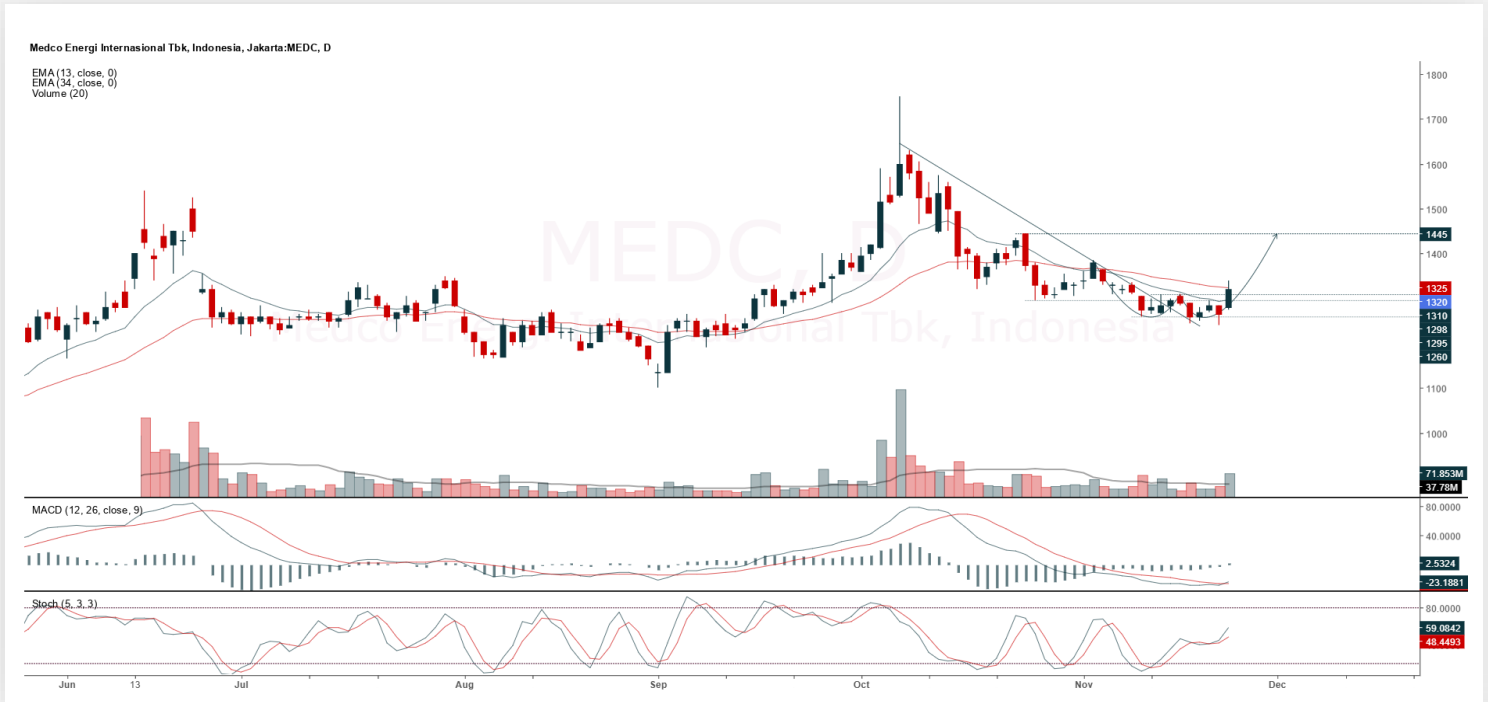 Medco Energi Internasional Tbk, Indonesia, Jakarta:MEDC, D
EMA (13, close, 0)
EMA (34, close, 0)
Volume (20)
MEDC, D
Medco Energi Internasional Tbk, Indonesia
1800
1700
1600
1500
1445
1400
1325
1320
1310
1298
1295
1260
1100
1000
71.853M
37.78M
MACD (12, 26, close, 9)
80.0000
40.0000
2.5324
-23.1881
Stoch (5, 3, 3)
80.0000
59.0842
48.4493
Jun 13 Jul Aug Sep Oct Nov Dec